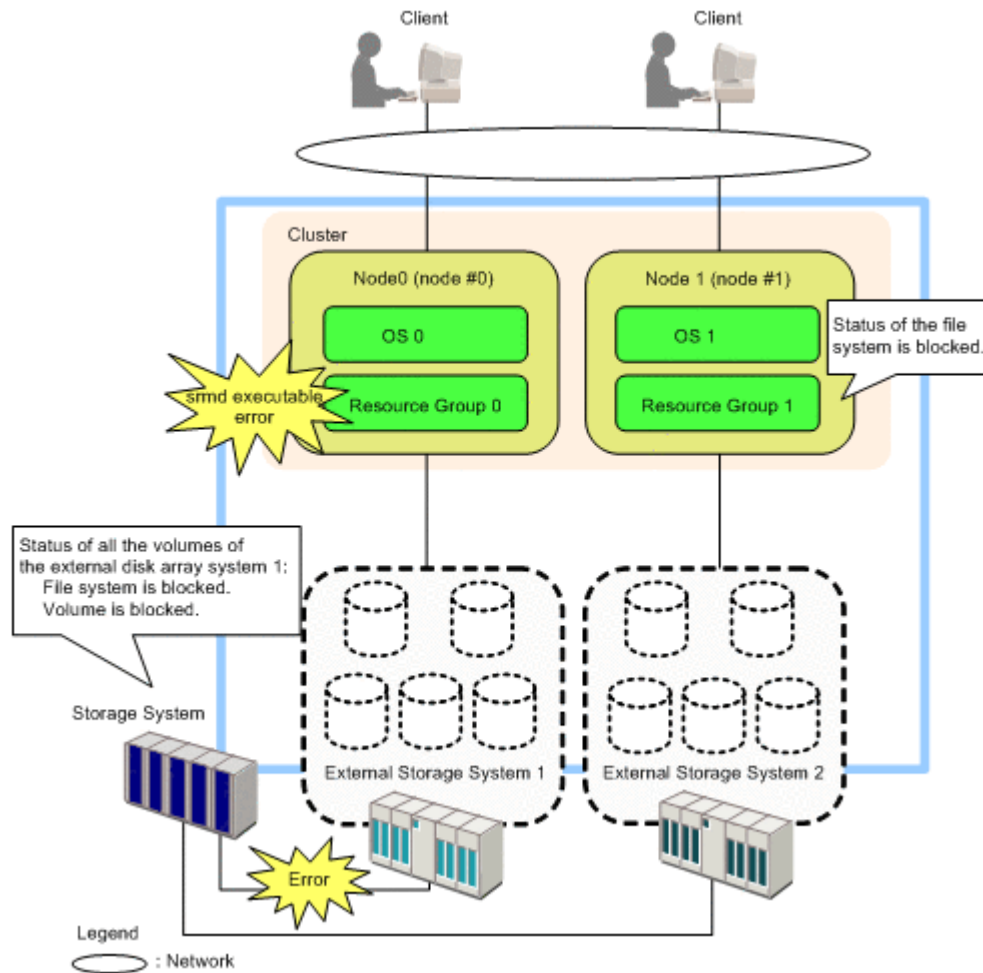 Client
Client
Cluster
Node0 (node #0)
Node 1 (node #1)
OS 0
OS 1
Status of the file
system is blocked.
srmd executable
error
Resource Group 0
Resource Group 1
Status of all the volumes of
the external disk array system 1:
File system is blocked.
Volume is blocked.
Storage System
External Storage System 1
External Storage System 2
Error
Legend
: Network